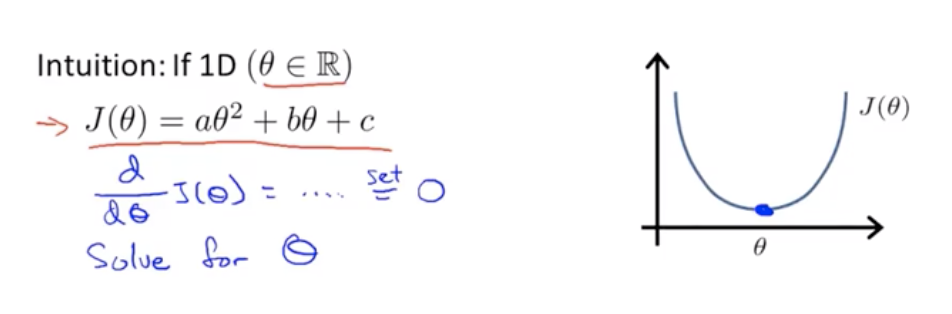 Intuition: If 1D (θ ∈ ℝ)
→ J(θ) = aθ² + bθ + c
d/dθ J(θ) = .... set = 0
Solve for θ
J(θ)
θ